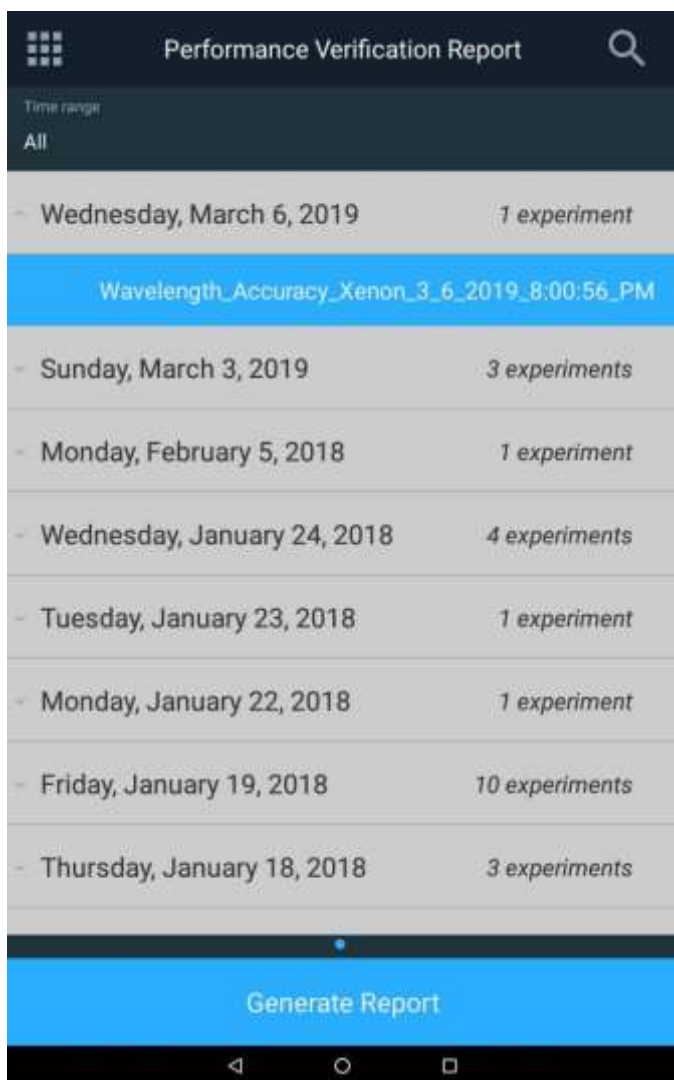 Performance Verification Report
Time range
All
Wednesday, March 6, 2019 1 experiment
Wavelength_Accuracy_Xenon_3_6_2019_8:00:56_PM
Sunday, March 3, 2019 3 experiments
Monday, February 5, 2018 1 experiment
Wednesday, January 24, 2018 4 experiments
Tuesday, January 23, 2018 1 experiment
Monday, January 22, 2018 1 experiment
Friday, January 19, 2018 10 experiments
Thursday, January 18, 2018 3 experiments
Generate Report